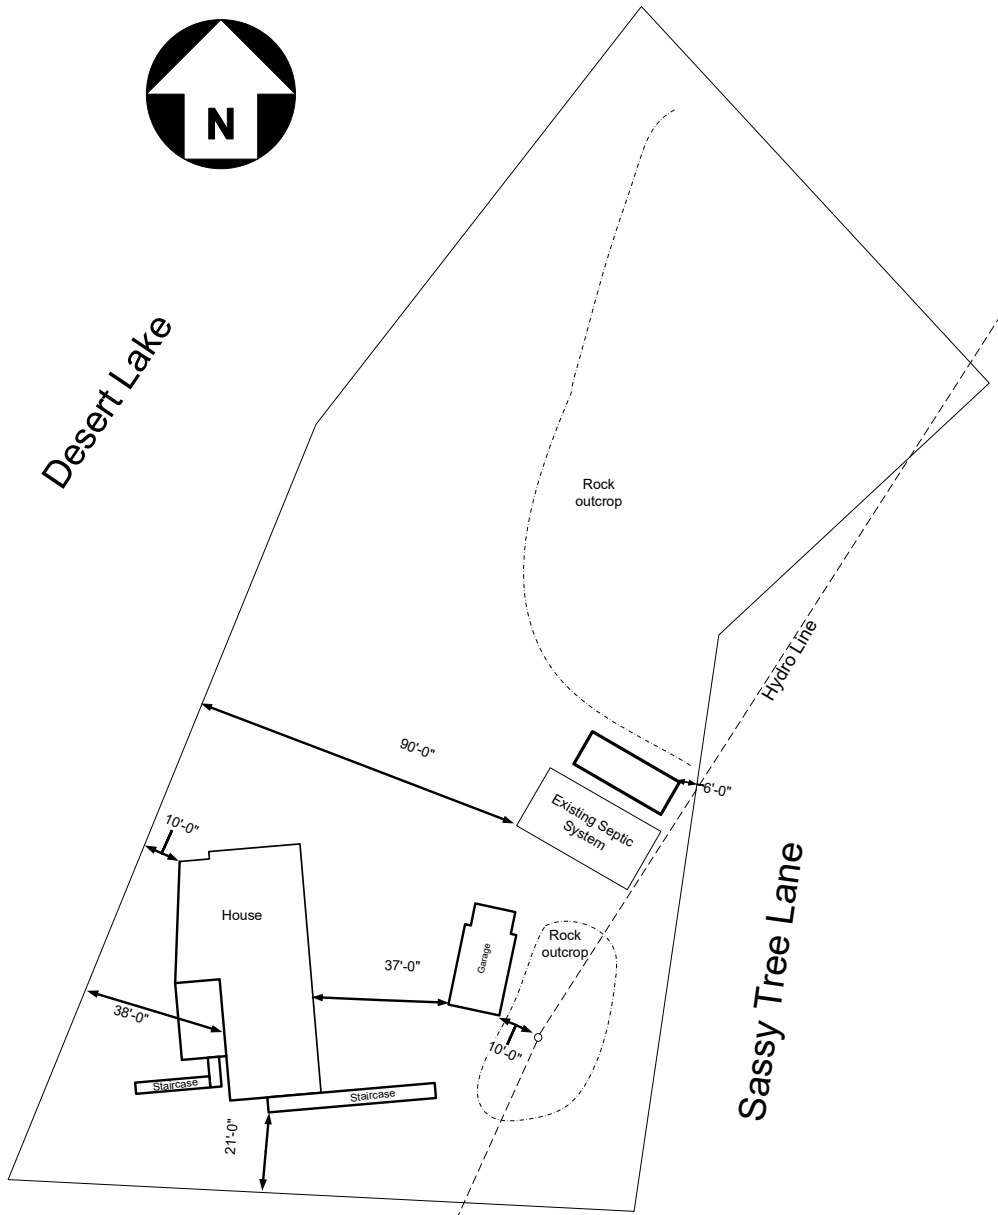 N
Desert Lake
Rock
outcrop
Hydro Line
90'-0"
6'-0"
Existing Septic
System
10'-0"
House
Garage
Rock
outcrop
37'-0"
38'-0"
10'-0"
Staircase
Staircase
21'-0"
Sassy Tree Lane